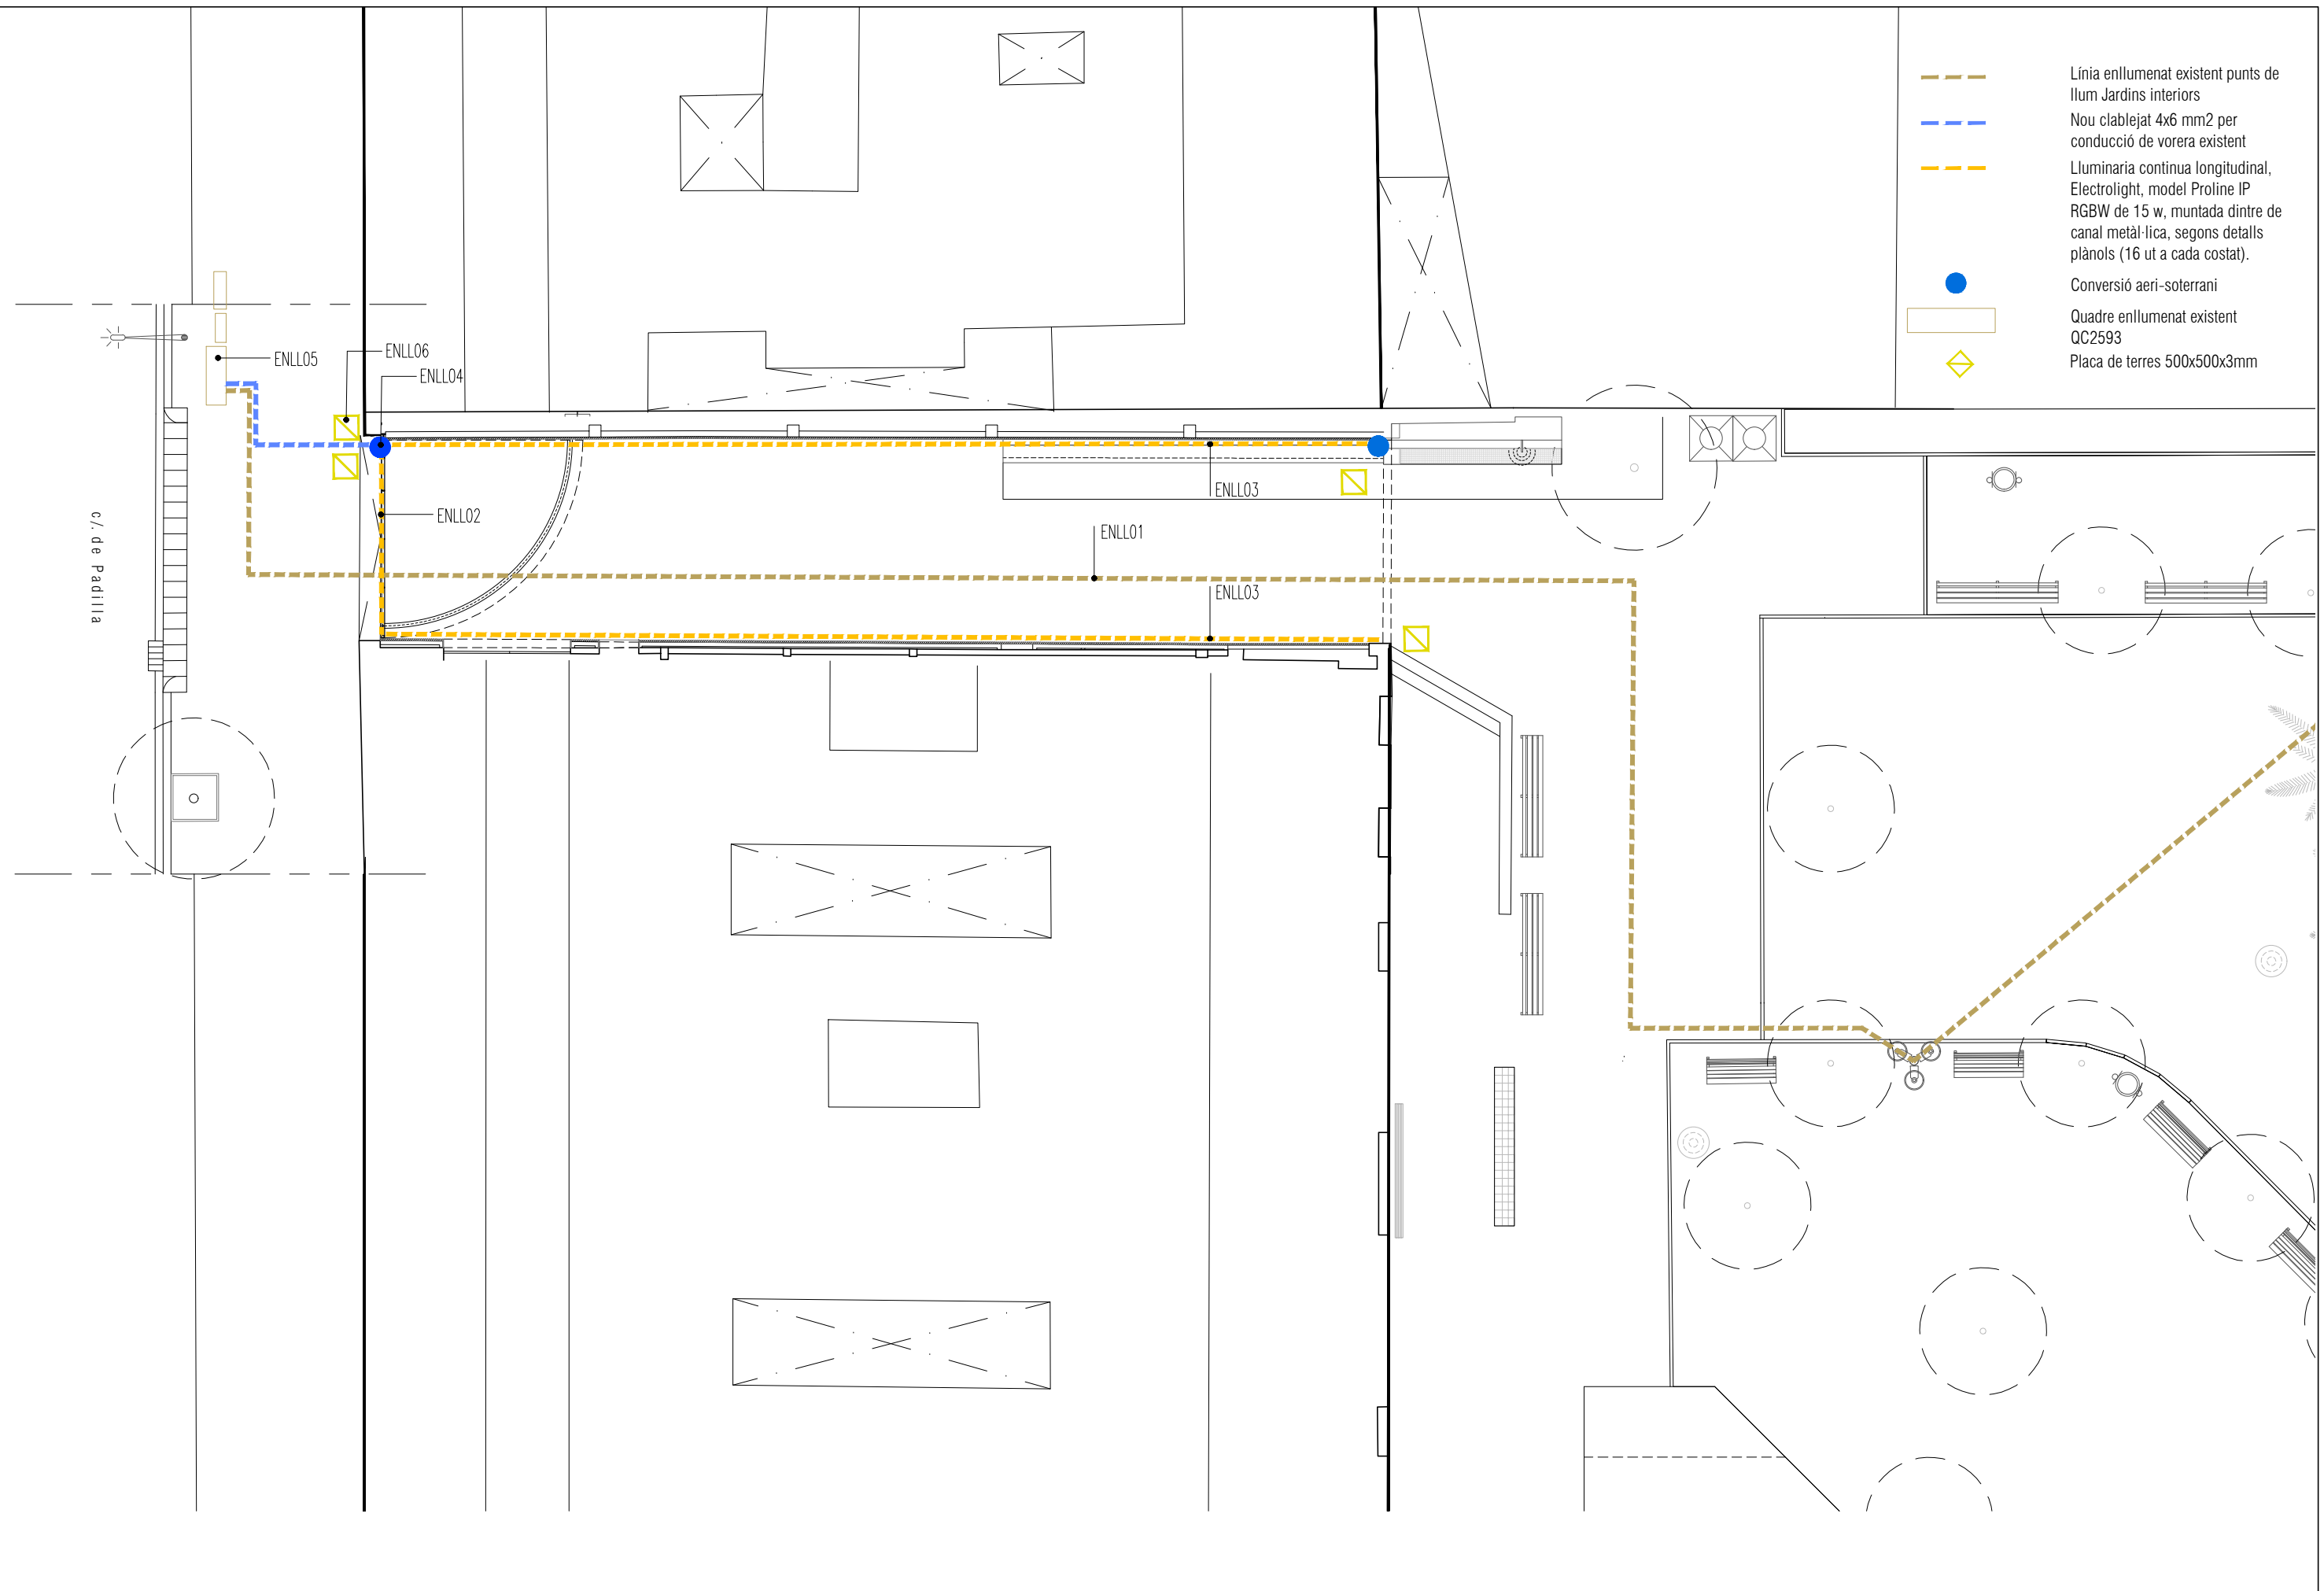 Línia enllumenat existent punts de
llum Jardins interiors
Nou clablejat 4x6 mm2 per
conducció de vorera existent
Lluminaria continua longitudinal,
Electrolight, model Proline IP
RGBW de 15 w, muntada dintre de
canal metàl·lica, segons detalls
plànols (16 ut a cada costat).
Conversió aeri-soterrani
Quadre enllumenat existent
QC2593
Placa de terres 500x500x3mm
ENLL05
ENLL06
ENLL04
ENLL03
ENLL02
ENLL01
ENLL03
c/. de Padilla